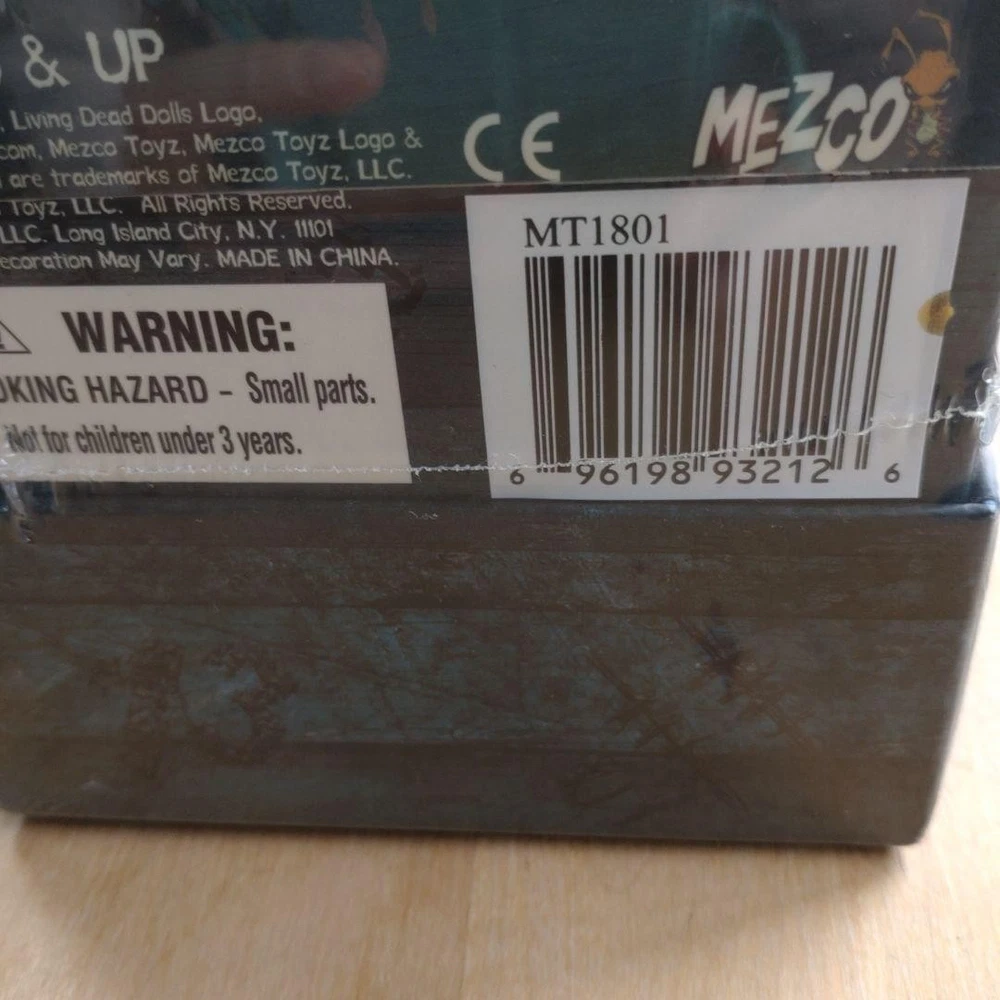 & UP
Living Dead Dolls Logo,
com, Mezco Toyz, Mezco Toyz Logo &
are trademarks of Mezco Toyz, LLC.
Toyz, LLC. All Rights Reserved.
LLC. Long Island City, N.Y. 11101
ecoration May Vary. MADE IN CHINA.
CE
MEZCO
WARNING:
OKING HAZARD – Small parts.
Not for children under 3 years.
MT1801
6 96198 93212 6